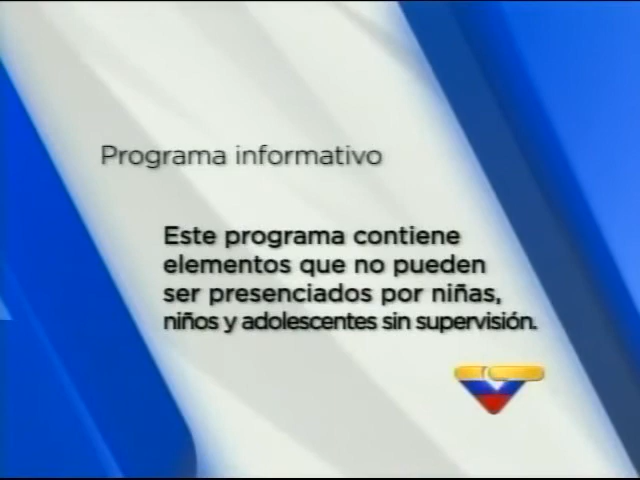 Programa informativo
Este programa contiene
elementos que no pueden
ser presenciados por niñas,
niños y adolescentes sin supervisión.